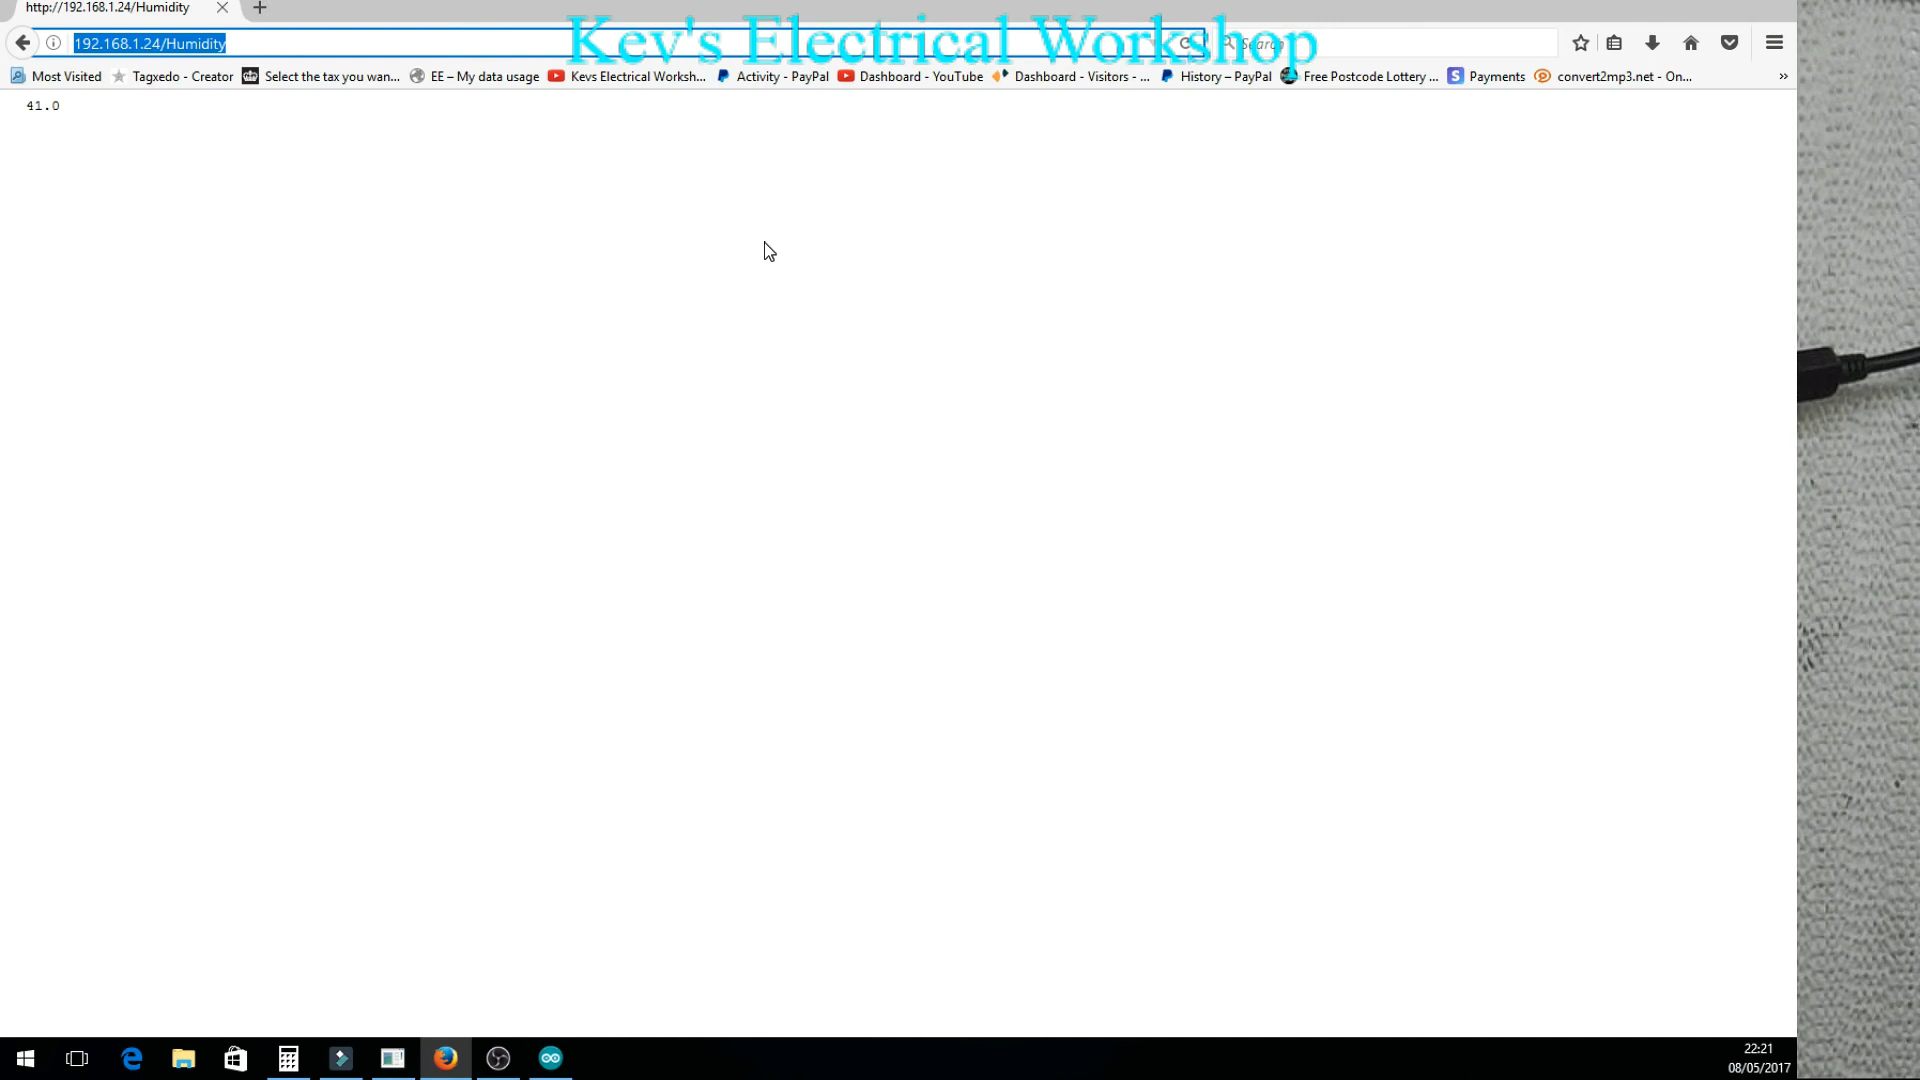 http://192.168.1.24/Humidity
192.168.1.24/Humidity
Kev's Electrical Workshop
Search
Most Visited
Tagxedo - Creator
Select the tax you wan...
EE – My data usage
Kevs Electrical Worksh...
Activity - PayPal
Dashboard - YouTube
Dashboard - Visitors - ...
History – PayPal
Free Postcode Lottery ...
Payments
convert2mp3.net - On...
41.0
22:21
08/05/2017